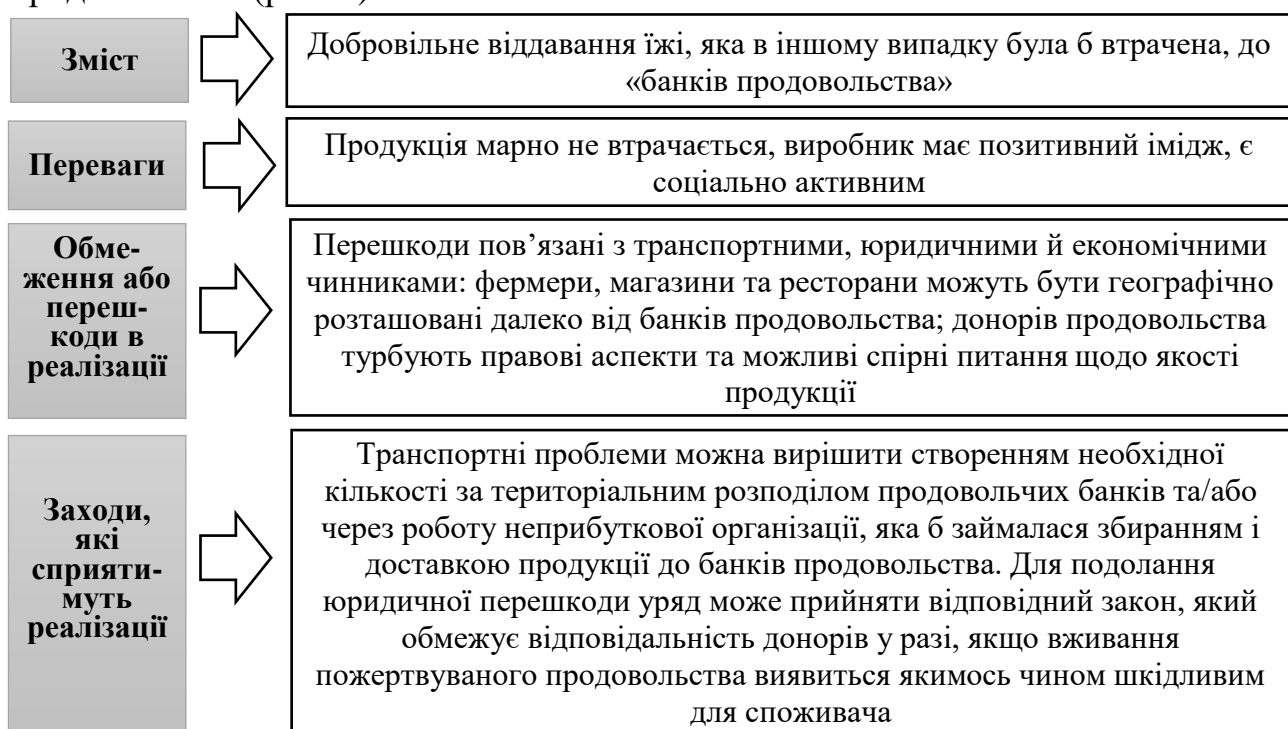 Зміст
Добровільне віддавання їжі, яка в іншому випадку була б втрачена, до
«банків продовольства»
Переваги
Продукція марно не втрачається, виробник має позитивний імідж, є
соціально активним
Обме-
ження або
переш-
коди в
реалізації
Перешкоди пов’язані з транспортними, юридичними й економічними
чинниками: фермери, магазини та ресторани можуть бути географічно
розташовані далеко від банків продовольства; донорів продовольства
турбують правові аспекти та можливі спірні питання щодо якості
продукції
Заходи,
які
сприяти-
муть
реалізації
Транспортні проблеми можна вирішити створенням необхідної
кількості за територіальним розподілом продовольчих банків та/або
через роботу неприбуткової організації, яка б займалася збиранням і
доставкою продукції до банків продовольства. Для подолання
юридичної перешкоди уряд може прийняти відповідний закон, який
обмежує відповідальність донорів у разі, якщо вживання
пожертвуваного продовольства виявиться якимось чином шкідливим
для споживача